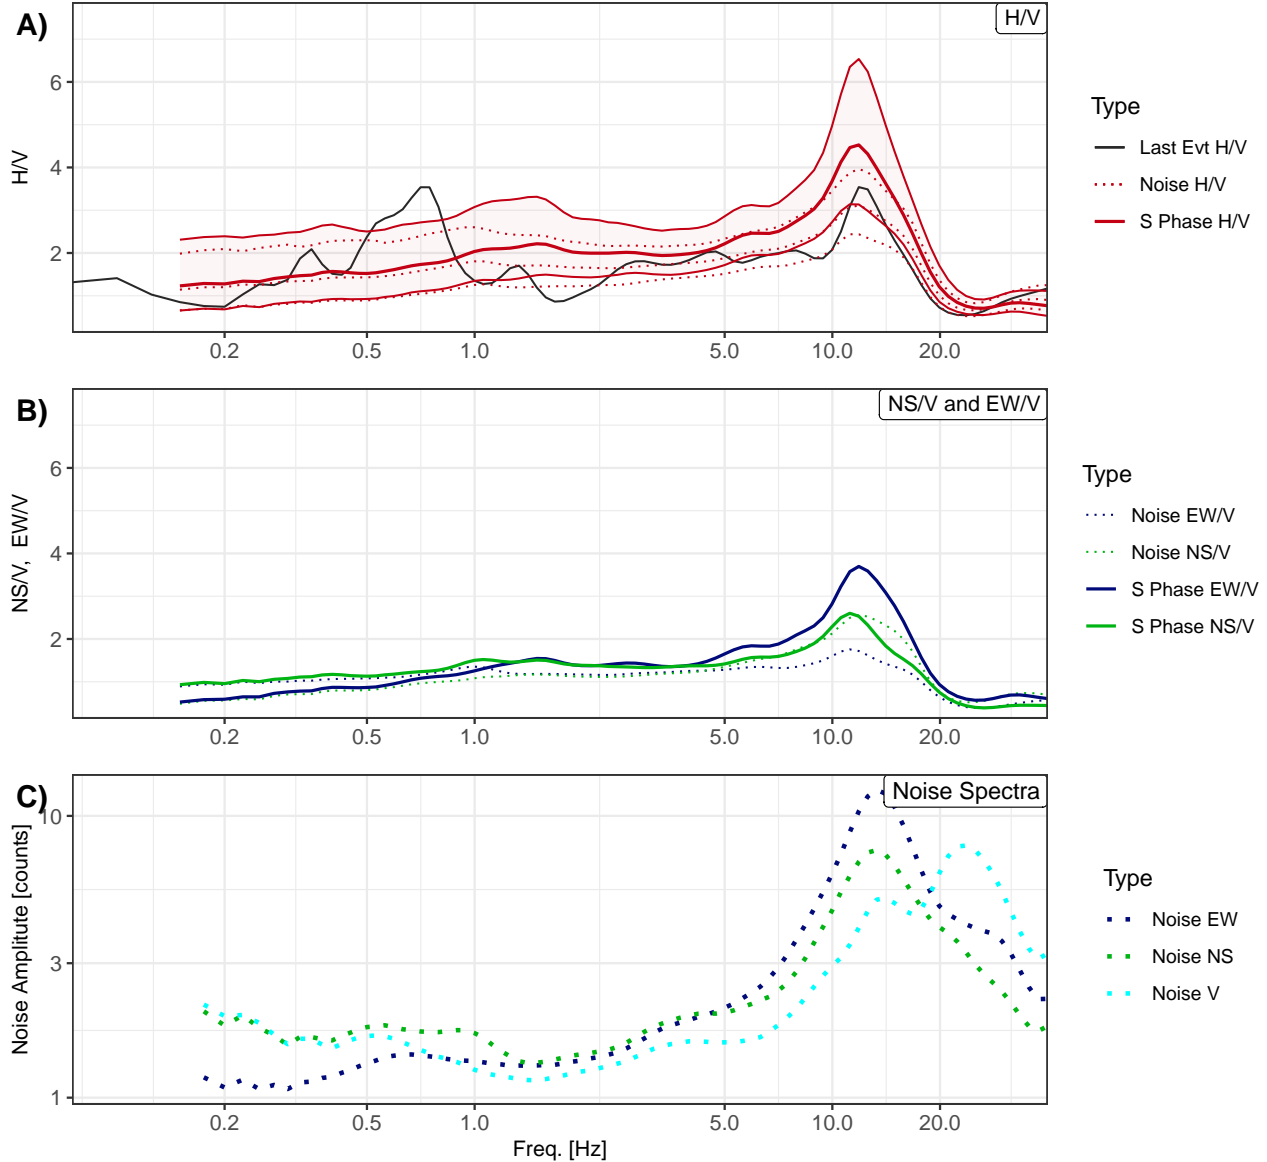 A)
H/V
H/V
6
4
2
0.2 0.5 1.0 5.0 10.0 20.0
Type
Last Evt H/V
Noise H/V
S Phase H/V
B)
NS/V and EW/V
NS/V, EW/V
6
4
2
0.2 0.5 1.0 5.0 10.0 20.0
Type
Noise EW/V
Noise NS/V
S Phase EW/V
S Phase NS/V
C)
Noise Spectra
Noise Amplitute [counts]
10
3
1
0.2 0.5 1.0 5.0 10.0 20.0
Freq. [Hz]
Type
Noise EW
Noise NS
Noise V